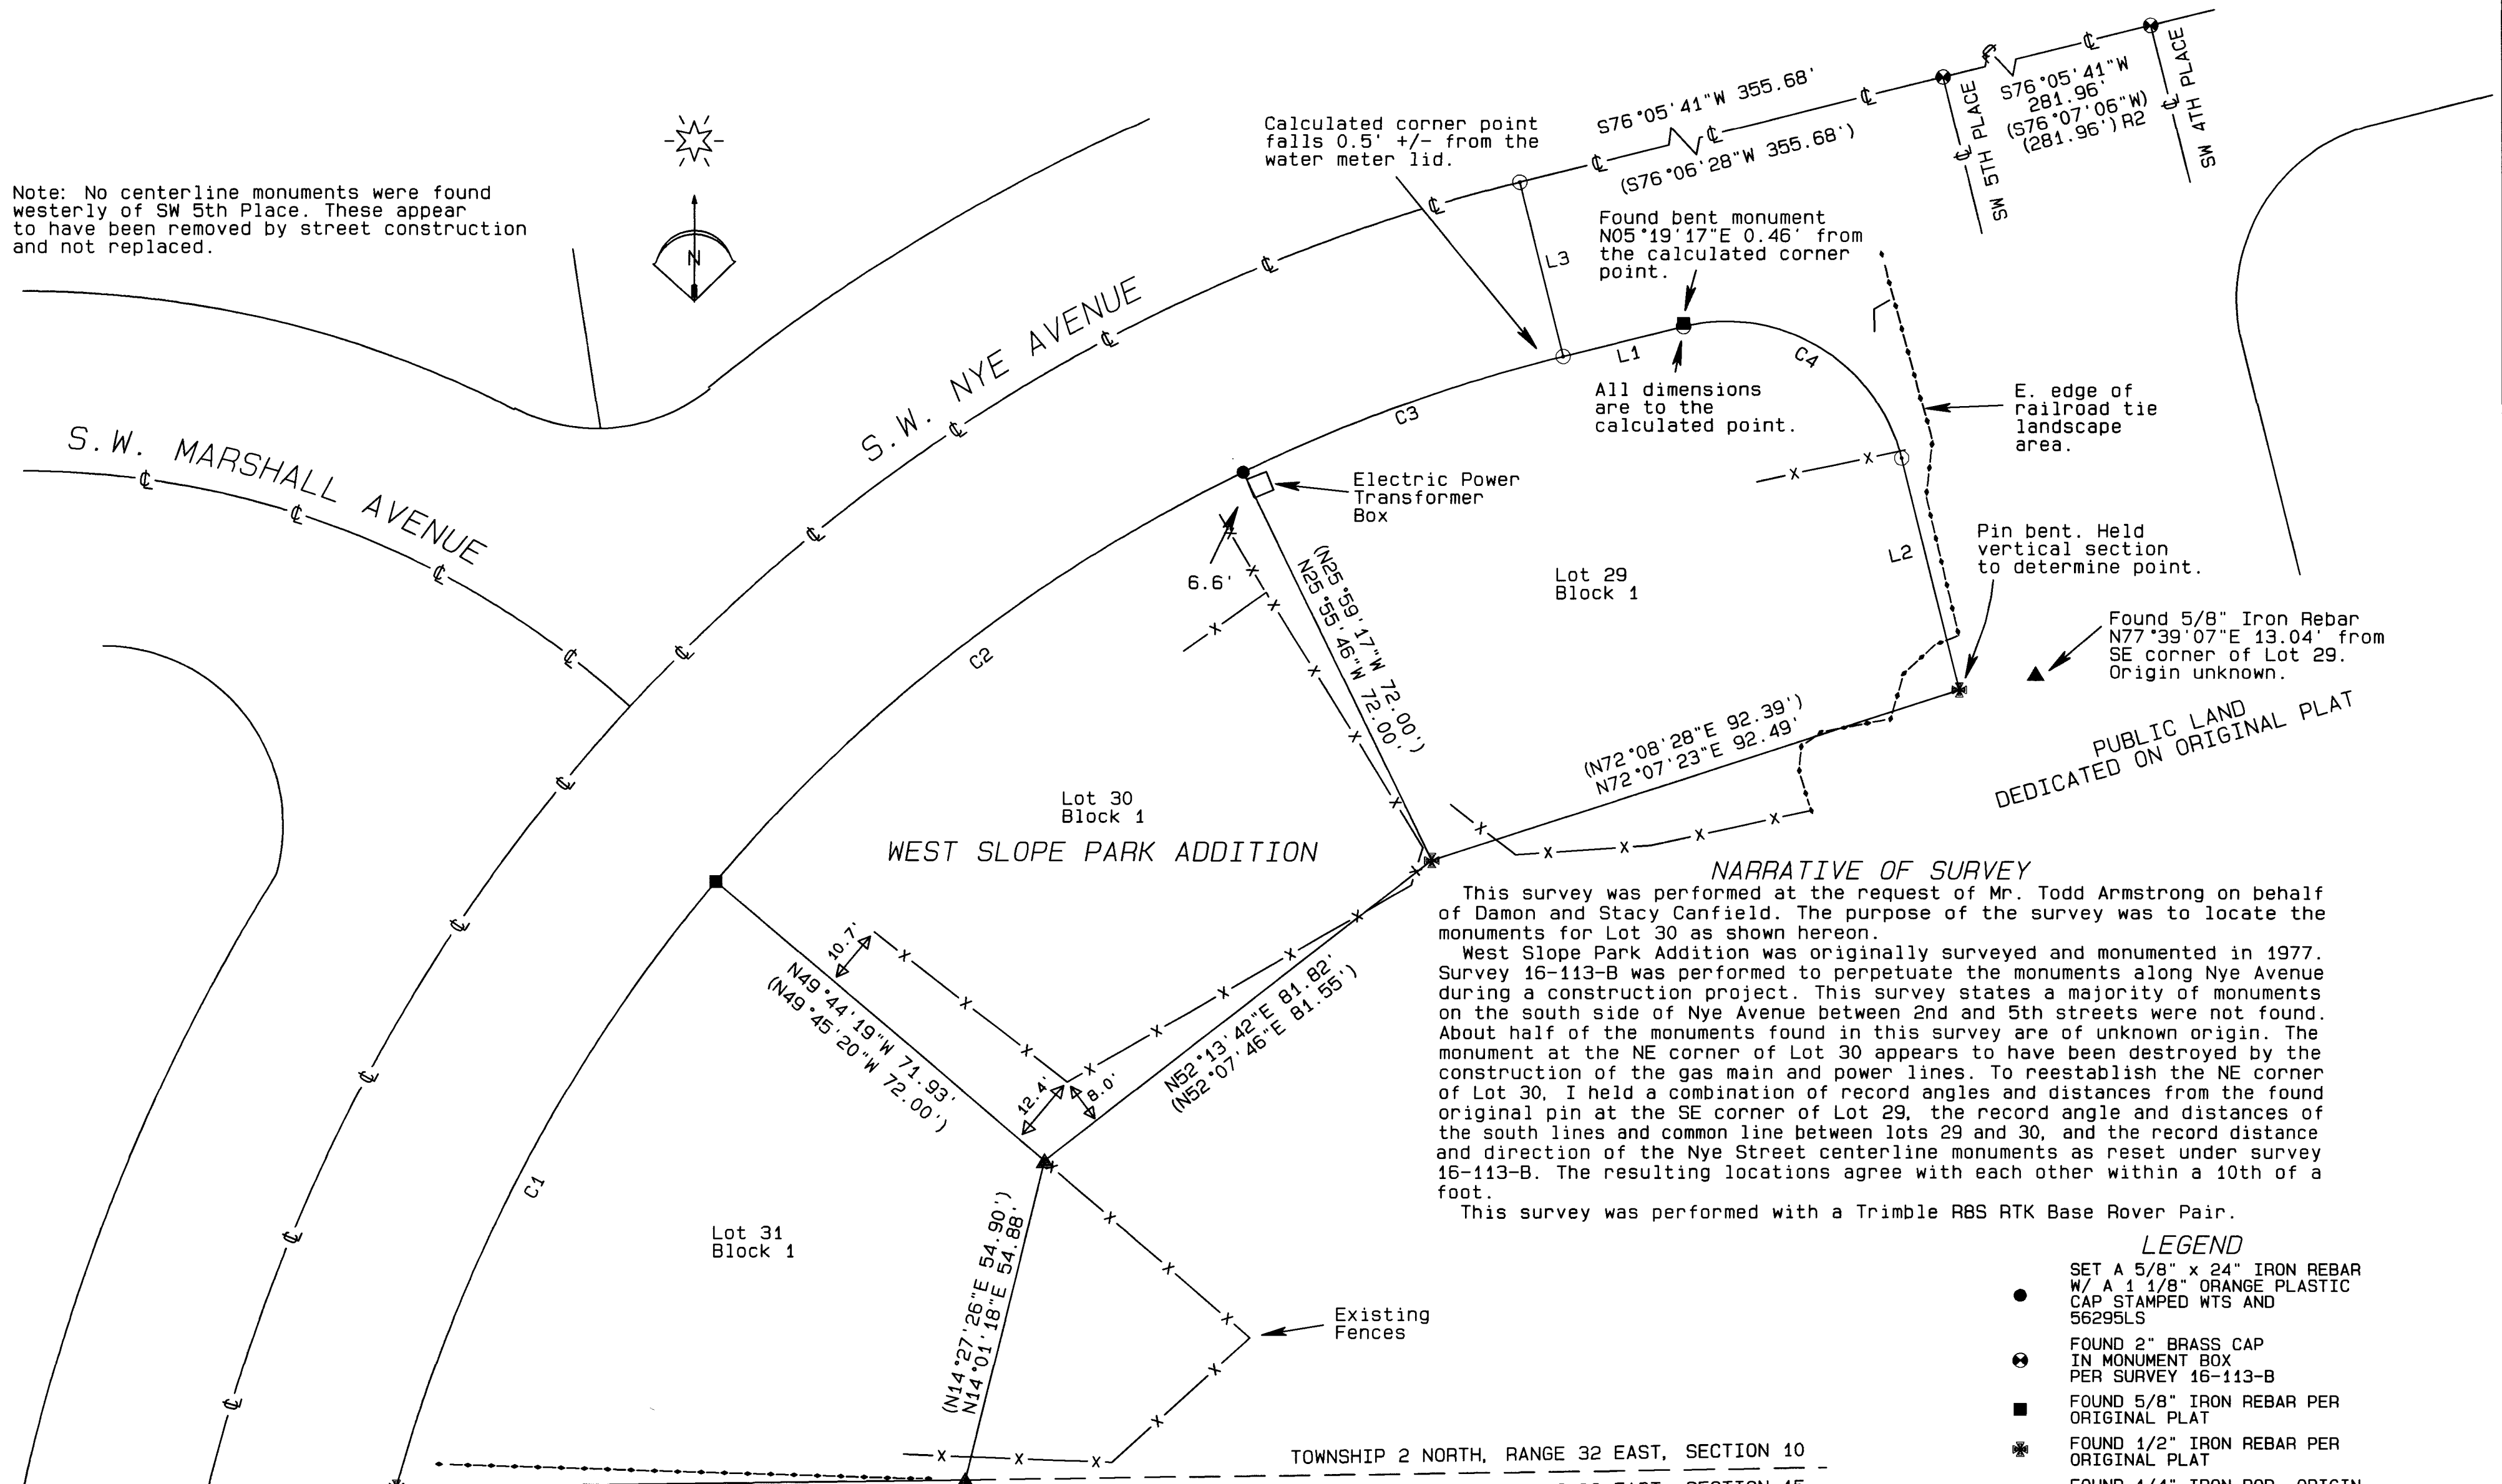 Note: No centerline monuments were found
westerly of SW 5th Place. These appear
to have been removed by street construction
and not replaced.
N
S.W. MARSHALL AVENUE
S.W. NYE AVENUE
Calculated corner point
falls 0.5' +/- from the
water meter lid.
S76°05'41"W 355.68'
(S76°06'28"W 355.68')
S76°05'41"W
281.96'
(S76°07'06"W)
(281.96')R2
SW 5TH PLACE
SW 4TH PLACE
L3
Found bent monument
N05°19'17"E 0.46' from
the calculated corner
point.
L1
C4
C3
All dimensions
are to the
calculated point.
E. edge of
railroad tie
landscape
area.
Electric Power
Transformer
Box
6.6'
(N25°59'17"W 72.00')
N25°55'46"W 72.00'
Lot 29
Block 1
L2
Pin bent. Held
vertical section
to determine point.
Found 5/8" Iron Rebar
N77°39'07"E 13.04' from
SE corner of Lot 29.
Origin unknown.
PUBLIC LAND
DEDICATED ON ORIGINAL PLAT
(N72°08'28"E 92.39')
N72°07'23"E 92.49'
C2
Lot 30
Block 1
WEST SLOPE PARK ADDITION
10.7'
N49°44'19"W 71.93'
(N49°45'20"W 72.00')
12.4'
8.0'
N52°13'42"E 81.82'
(N52°07'46"E 81.55')
C1
Lot 31
Block 1
(N14°27'26"E 54.90')
N14°01'18"E 54.88'
Existing
Fences
NARRATIVE OF SURVEY
This survey was performed at the request of Mr. Todd Armstrong on behalf
of Damon and Stacy Canfield. The purpose of the survey was to locate the
monuments for Lot 30 as shown hereon.
West Slope Park Addition was originally surveyed and monumented in 1977.
Survey 16-113-B was performed to perpetuate the monuments along Nye Avenue
during a construction project. This survey states a majority of monuments
on the south side of Nye Avenue between 2nd and 5th streets were not found.
About half of the monuments found in this survey are of unknown origin. The
monument at the NE corner of Lot 30 appears to have been destroyed by the
construction of the gas main and power lines. To reestablish the NE corner
of Lot 30, I held a combination of record angles and distances from the found
original pin at the SE corner of Lot 29, the record angle and distances of
the south lines and common line between lots 29 and 30, and the record distance
and direction of the Nye Street centerline monuments as reset under survey
16-113-B. The resulting locations agree with each other within a 10th of a
foot.
This survey was performed with a Trimble R8S RTK Base Rover Pair.
LEGEND
SET A 5/8" x 24" IRON REBAR
W/ A 1 1/8" ORANGE PLASTIC
CAP STAMPED WTS AND
56295LS
FOUND 2" BRASS CAP
IN MONUMENT BOX
PER SURVEY 16-113-B
FOUND 5/8" IRON REBAR PER
ORIGINAL PLAT
FOUND 1/2" IRON REBAR PER
ORIGINAL PLAT
TOWNSHIP 2 NORTH, RANGE 32 EAST, SECTION 10